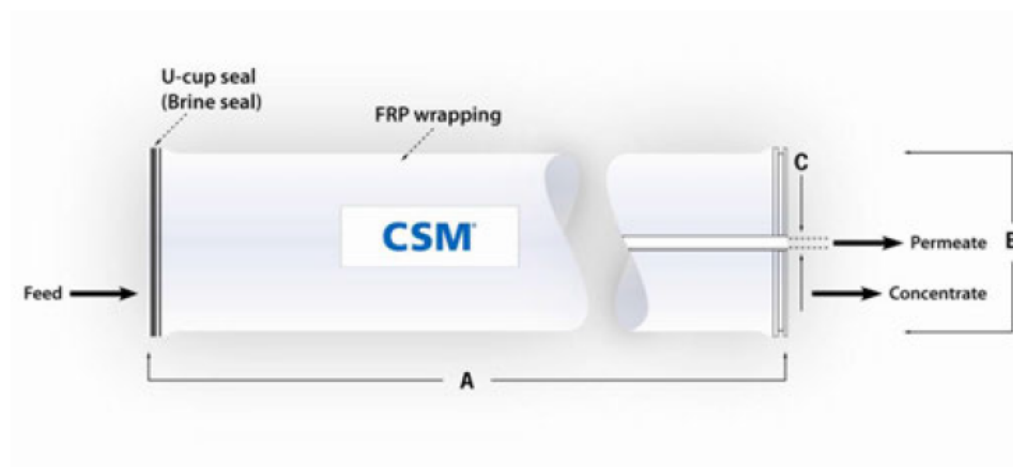 U-cup seal
(Brine seal)
FRP wrapping
C
CSM
Permeate
B
Feed
Concentrate
A